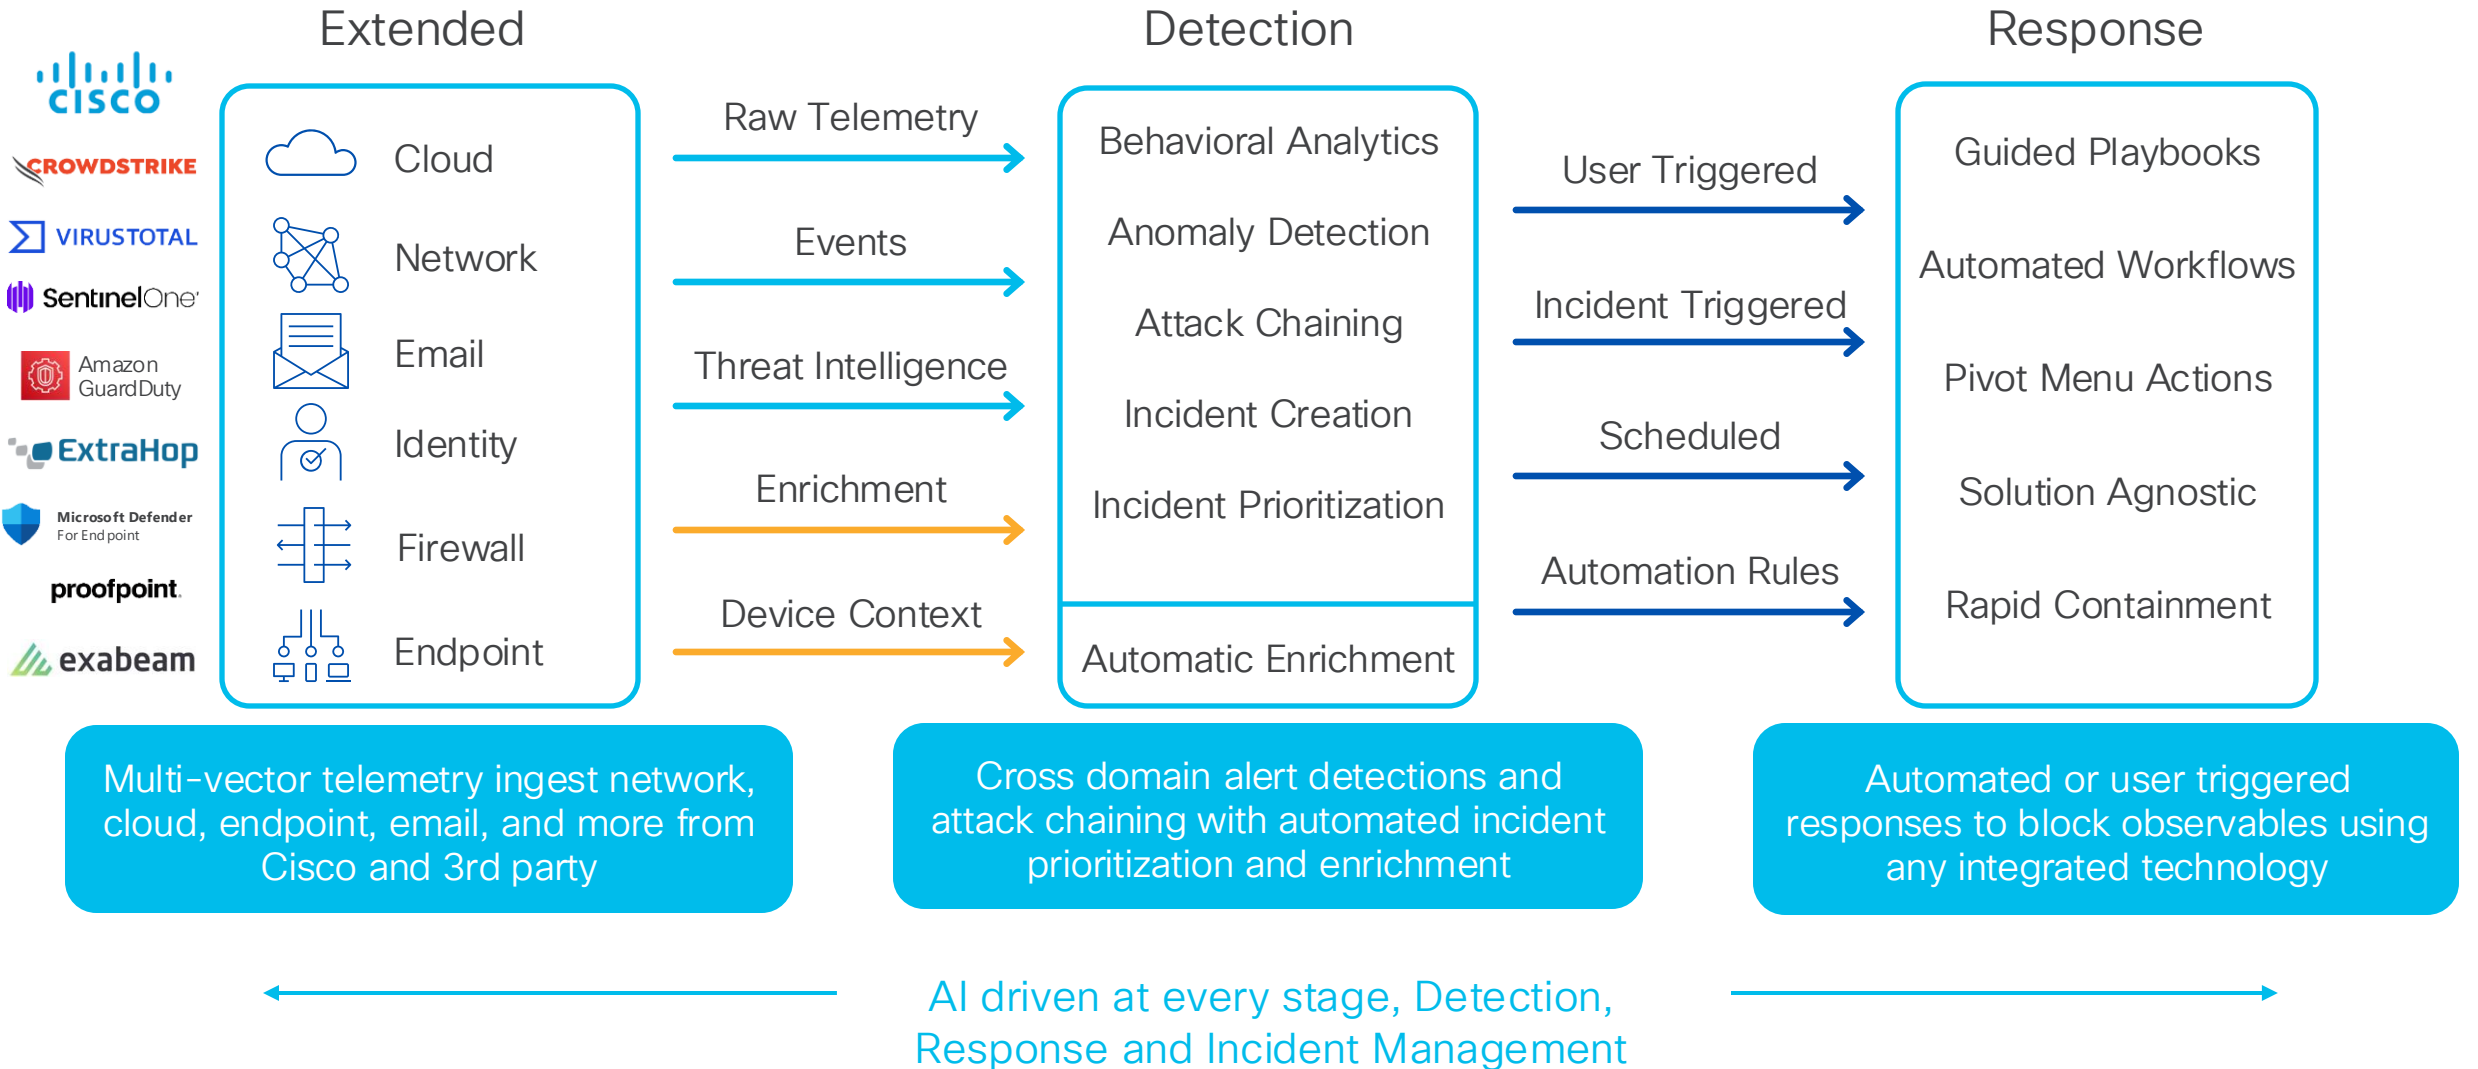 Extended
Detection
Response
CISCO
CROWDSTRIKE
VIRUSTOTAL
SentinelOne
Amazon
GuardDuty
ExtraHop
Microsoft Defender
For Endpoint
proofpoint.
exabeam
Cloud
Network
Email
Identity
Firewall
Endpoint
Raw Telemetry
Events
Threat Intelligence
Enrichment
Device Context
Behavioral Analytics
Anomaly Detection
Attack Chaining
Incident Creation
Incident Prioritization
Automatic Enrichment
User Triggered
Incident Triggered
Scheduled
Automation Rules
Guided Playbooks
Automated Workflows
Pivot Menu Actions
Solution Agnostic
Rapid Containment
Multi-vector telemetry ingest network,
cloud, endpoint, email, and more from
Cisco and 3rd party
Cross domain alert detections and
attack chaining with automated incident
prioritization and enrichment
Automated or user triggered
responses to block observables using
any integrated technology
AI driven at every stage, Detection,
Response and Incident Management